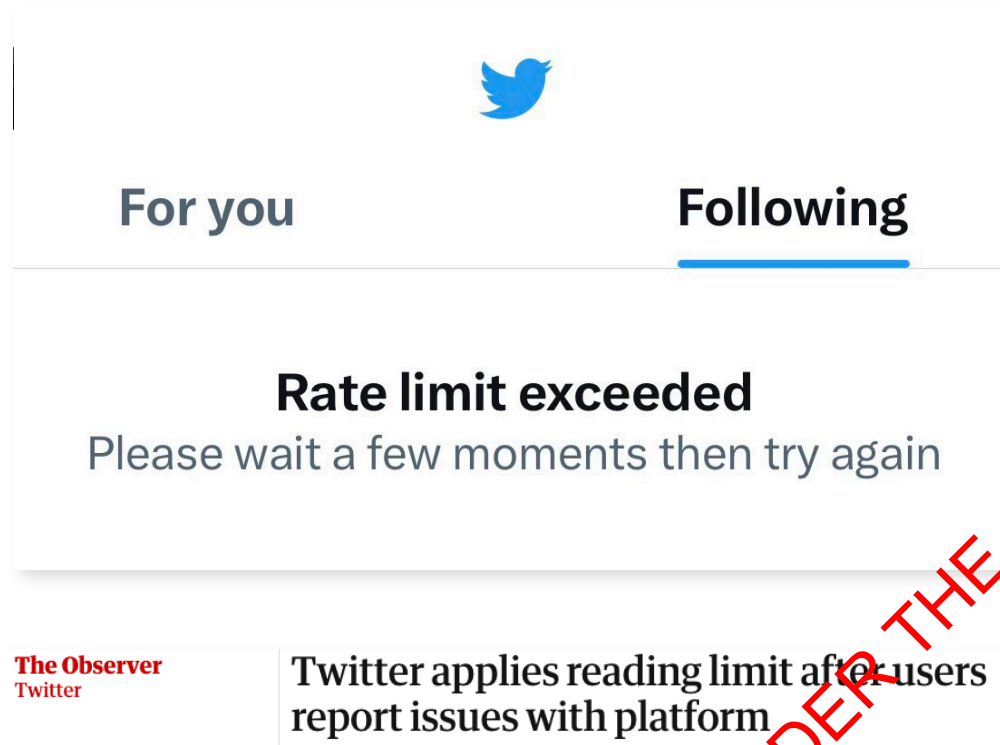 For you Following
Rate limit exceeded
Please wait a few moments then try again
The Observer
Twitter
Twitter applies reading limit after users
report issues with platform
THE